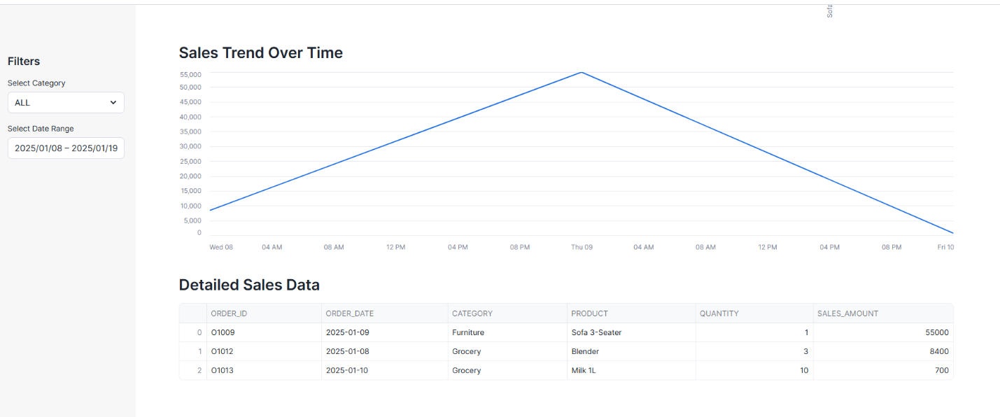 Sofa
Filters
Select Category
ALL
Select Date Range
2025/01/08 – 2025/01/19
Sales Trend Over Time
55,000
50,000
45,000
40,000
35,000
30,000
25,000
20,000
15,000
10,000
5,000
0
Wed 08 04 AM 08 AM 12 PM 04 PM 08 PM Thu 09 04 AM 08 AM 12 PM 04 PM 08 PM Fri 10
Detailed Sales Data
ORDER_ID ORDER_DATE CATEGORY PRODUCT QUANTITY SALES_AMOUNT
0 O1009 2025-01-09 Furniture Sofa 3-Seater 1 55000
1 O1012 2025-01-08 Grocery Blender 3 8400
2 O1013 2025-01-10 Grocery Milk 1L 10 700